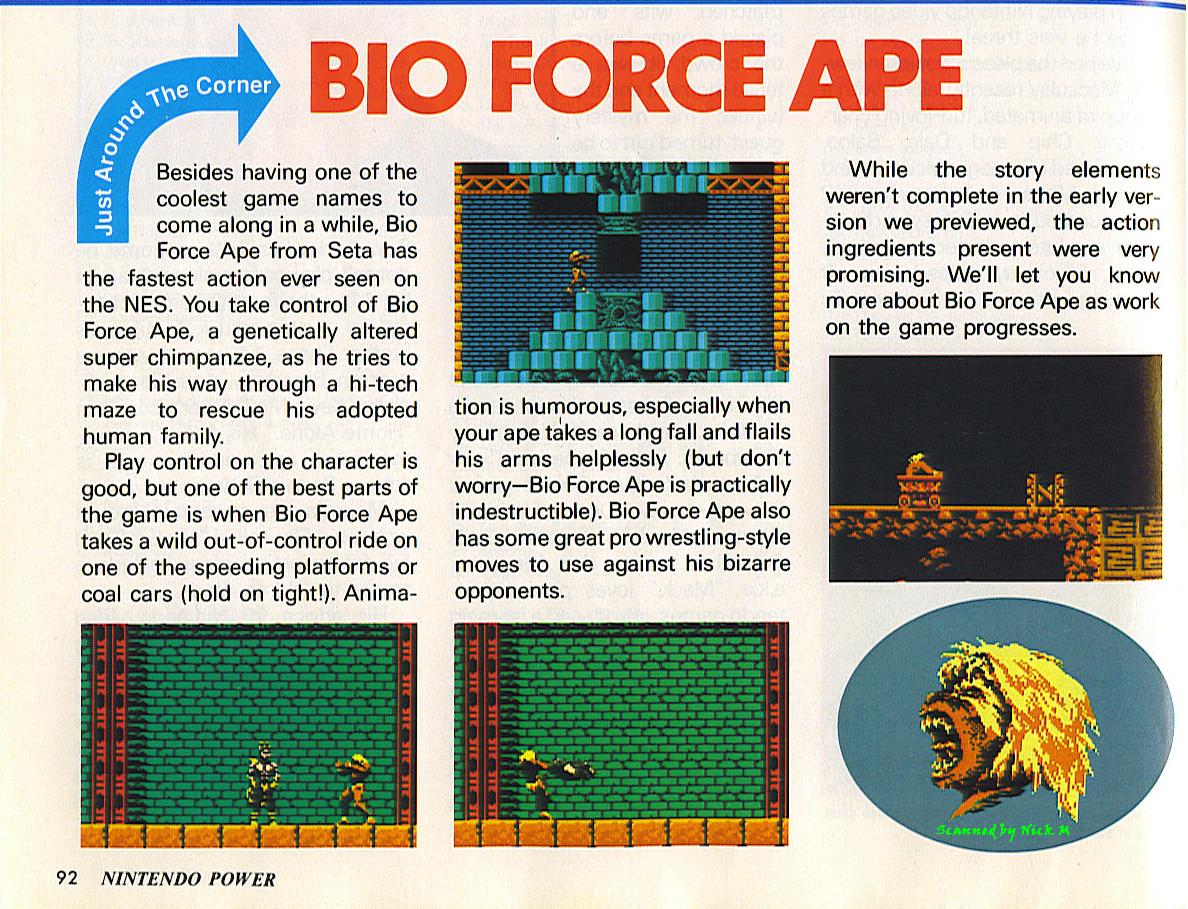 Just Around The Corner
BIO FORCE APE
Besides having one of the
coolest game names to
come along in a while, Bio
Force Ape from Seta has
the fastest action ever seen on
the NES. You take control of Bio
Force Ape, a genetically altered
super chimpanzee, as he tries to
make his way through a hi-tech
maze to rescue his adopted
human family.
Play control on the character is
good, but one of the best parts of
the game is when Bio Force Ape
takes a wild out-of-control ride on
one of the speeding platforms or
coal cars (hold on tight!). Anima-
tion is humorous, especially when
your ape takes a long fall and flails
his arms helplessly (but don't
worry—Bio Force Ape is practically
indestructible). Bio Force Ape also
has some great pro wrestling-style
moves to use against his bizarre
opponents.
While the story elements
weren't complete in the early ver-
sion we previewed, the action
ingredients present were very
promising. We'll let you know
more about Bio Force Ape as work
on the game progresses.
Scanned by Nick M
92 NINTENDO POWER